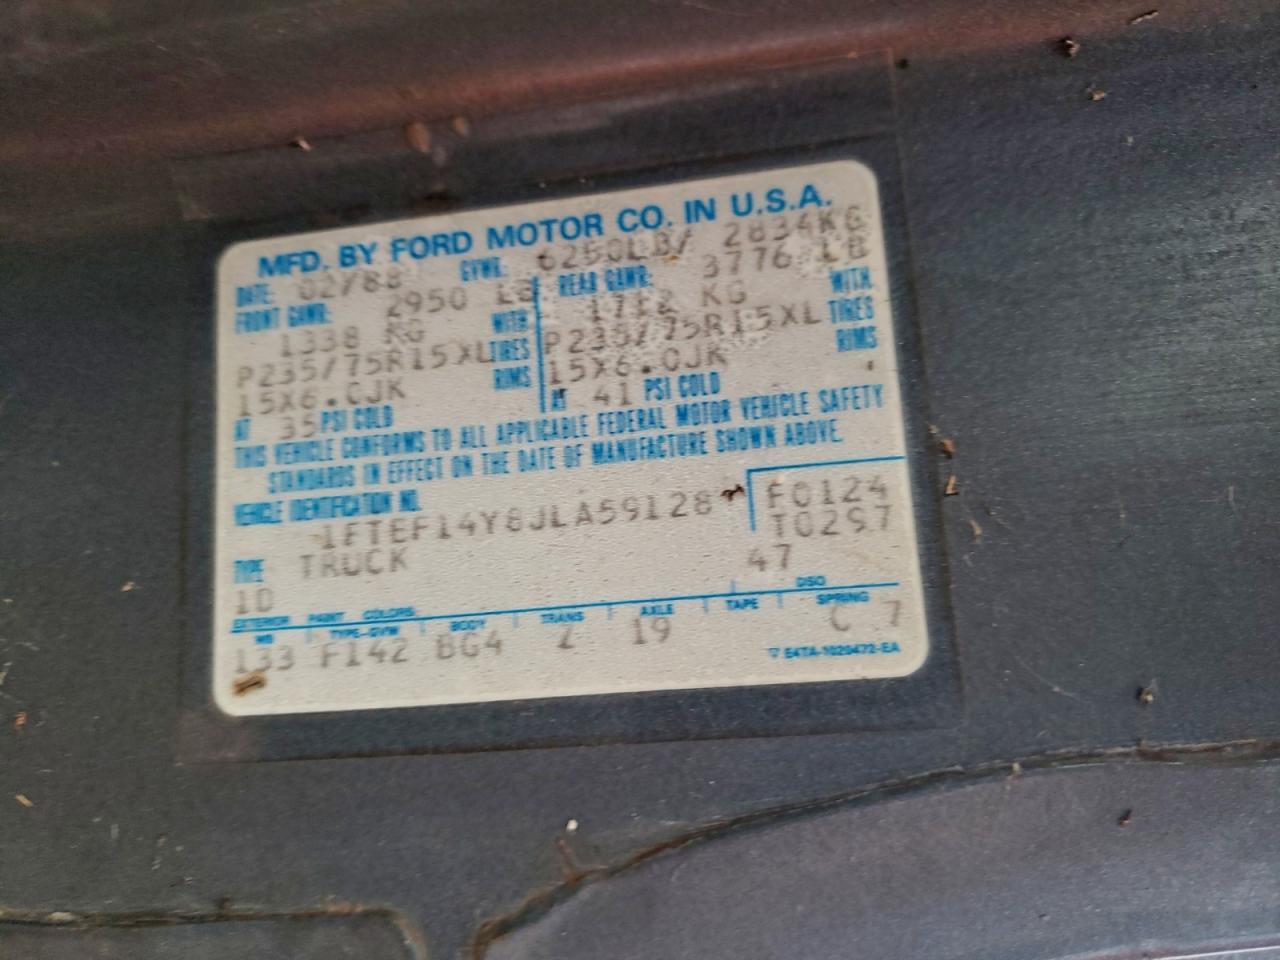 MFD. BY FORD MOTOR CO. IN U.S.A.
DATE: 02/88 GVWR: 6250LB/ 2834KG
FRONT GAWR: 2950 LB REAR GAWR: 3776 LB
1338 KG WITH 1712 KG WITH
P235/75R15XL TIRES P235/75R15XL TIRES
15X6.0JK RIMS 15X6.0JK RIMS
AT 35 PSI COLD AT 41 PSI COLD
THIS VEHICLE CONFORMS TO ALL APPLICABLE FEDERAL MOTOR VEHICLE SAFETY
STANDARDS IN EFFECT ON THE DATE OF MANUFACTURE SHOWN ABOVE.
VEHICLE IDENTIFICATION NO.
1FTEF14Y8JLA59128 F0124
T0297
TYPE TRUCK 47
1D
EXTERIOR PAINT COLORS DSO
WB TYPE-GVW BODY TRANS AXLE TAPE SPRING
133 F142 BG4 Z 19 C 7
E4TA-1020472-EA